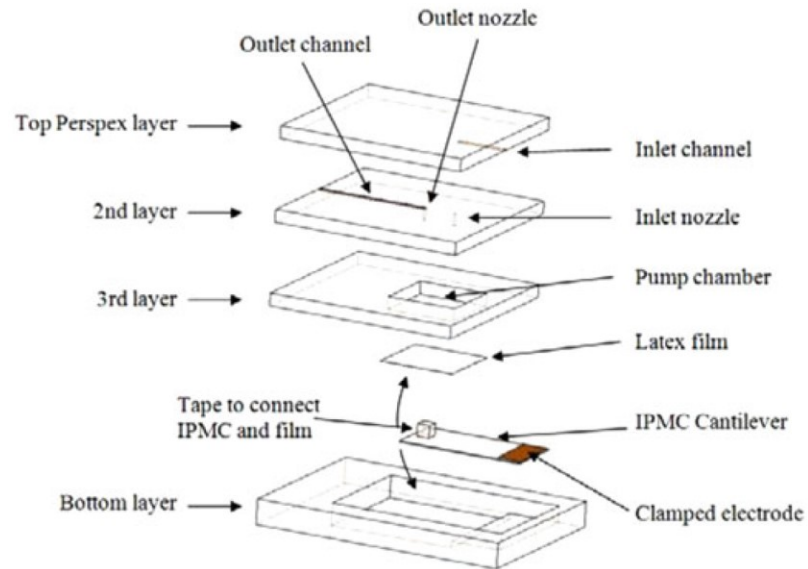 Outlet nozzle
Outlet channel
Top Perspex layer
Inlet channel
2nd layer
Inlet nozzle
Pump chamber
3rd layer
Latex film
Tape to connect
IPMC and film
IPMC Cantilever
Bottom layer
Clamped electrode